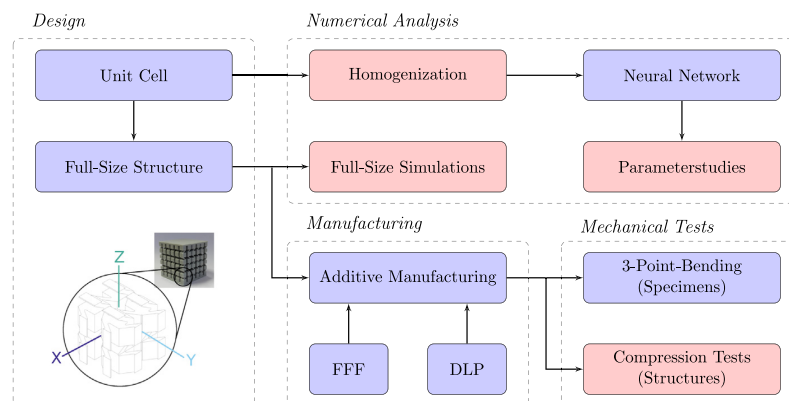 Design
Numerical Analysis
Unit Cell
Homogenization
Neural Network
Full-Size Structure
Full-Size Simulations
Parameterstudies
Manufacturing
Mechanical Tests
Additive Manufacturing
3-Point-Bending
(Specimens)
Z
X
Y
FFF
DLP
Compression Tests
(Structures)